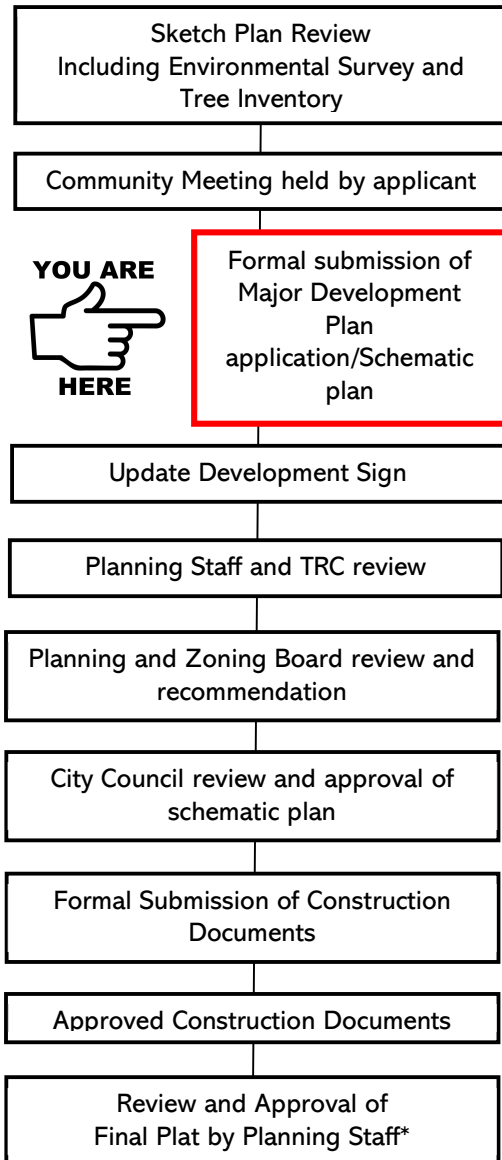 Sketch Plan Review
Including Environmental Survey and
Tree Inventory
Community Meeting held by applicant
YOU ARE
HERE
Formal submission of
Major Development
Plan
application/Schematic
plan
Update Development Sign
Planning Staff and TRC review
Planning and Zoning Board review and
recommendation
City Council review and approval of
schematic plan
Formal Submission of Construction
Documents
Approved Construction Documents
Review and Approval of
Final Plat by Planning Staff*